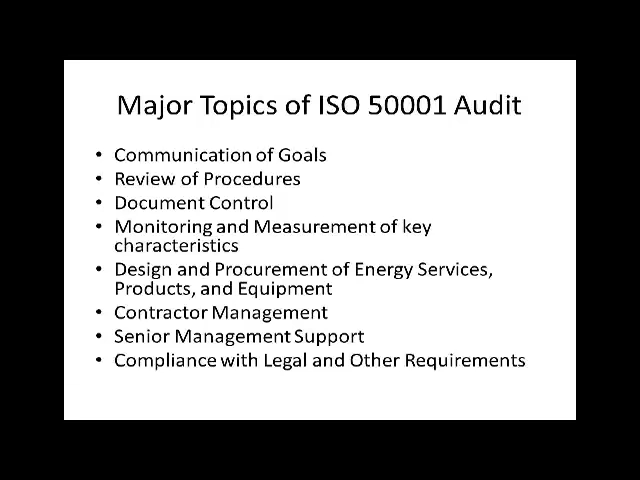 Major Topics of ISO 50001 Audit
• Communication of Goals
• Review of Procedures
• Document Control
• Monitoring and Measurement of key
characteristics
• Design and Procurement of Energy Services,
Products, and Equipment
• Contractor Management
• Senior Management Support
• Compliance with Legal and Other Requirements